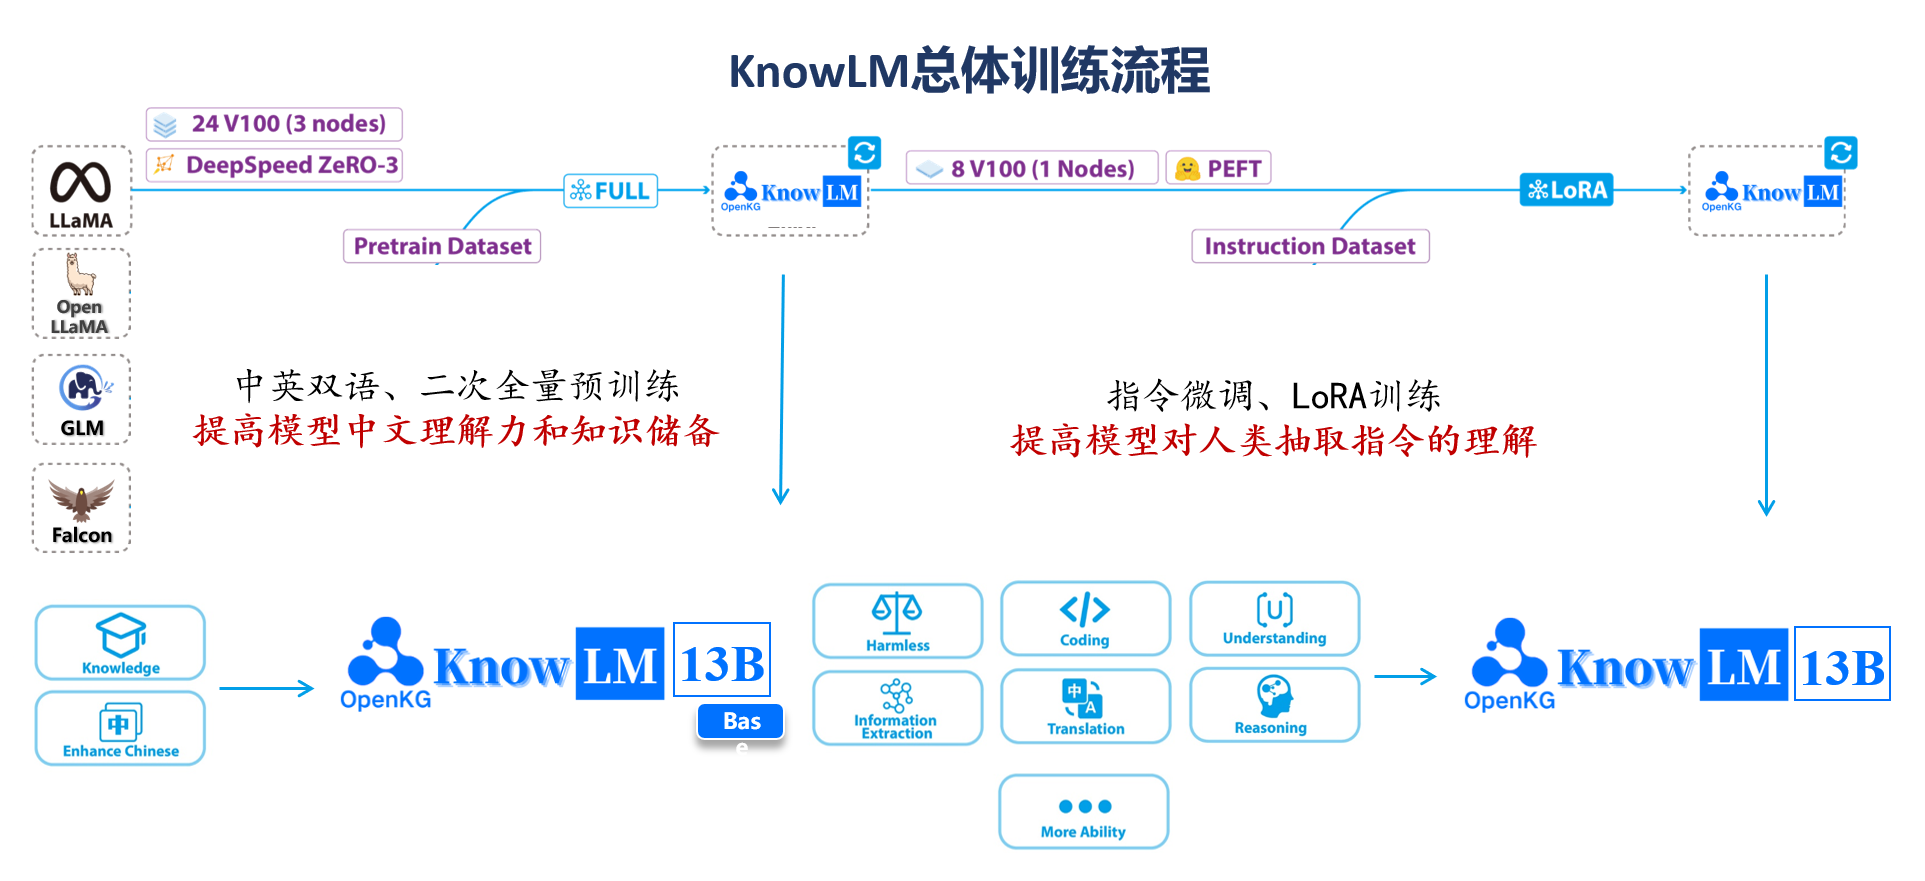 KnowLM总体训练流程
24 V100 (3 nodes)
DeepSpeed ZeRO-3
LLaMA
FULL
Pretrain Dataset
OpenKG
Know LM
8 V100 (1 Nodes)
PEFT
LoRA
Instruction Dataset
OpenKG
Know LM
Open
LLaMA
GLM
Falcon
中英双语、二次全量预训练
提高模型中文理解力和知识储备
指令微调、LoRA训练
提高模型对人类抽取指令的理解
Knowledge
中
Enhance Chinese
OpenKG
Know LM 13B
Bas
e
Harmless
</>
Coding
U
Understanding
Information
Extraction
中
A
Translation
Reasoning
More Ability
OpenKG
Know LM 13B